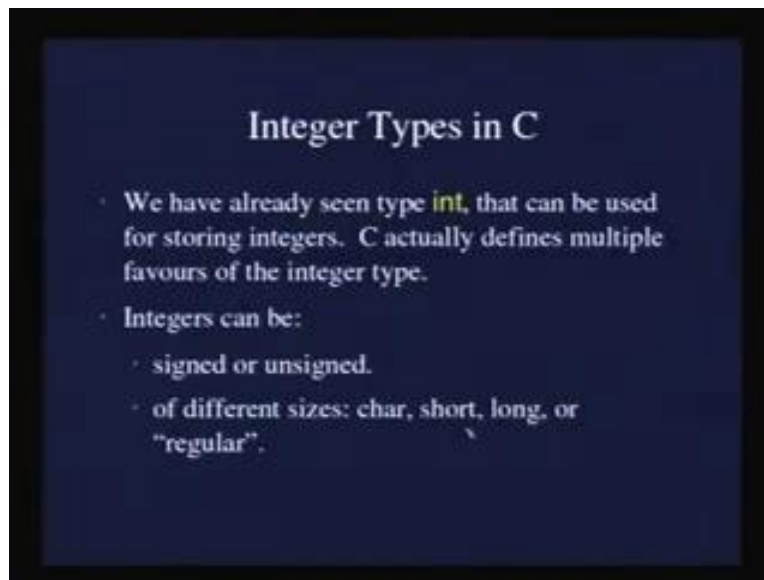 Integer Types in C
We have already seen type int, that can be used
for storing integers. C actually defines multiple
favours of the integer type.
Integers can be:
signed or unsigned.
of different sizes: char, short, long, or
“regular”.